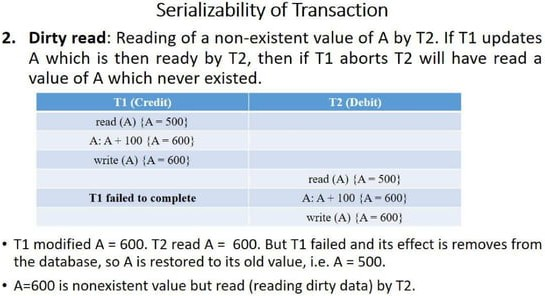 Serializability of Transaction
2. Dirty read: Reading of a non-existent value of A by T2. If T1 updates
A which is then ready by T2, then if T1 aborts T2 will have read a
value of A which never existed.
T1 (Credit) T2 (Debit)
read (A) {A = 500}
A: A + 100 {A = 600}
write (A) {A = 600}
read (A) {A = 500}
T1 failed to complete A: A + 100 {A = 600}
write (A) {A = 600}
• T1 modified A = 600. T2 read A = 600. But T1 failed and its effect is removes from
the database, so A is restored to its old value, i.e. A = 500.
• A=600 is nonexistent value but read (reading dirty data) by T2.